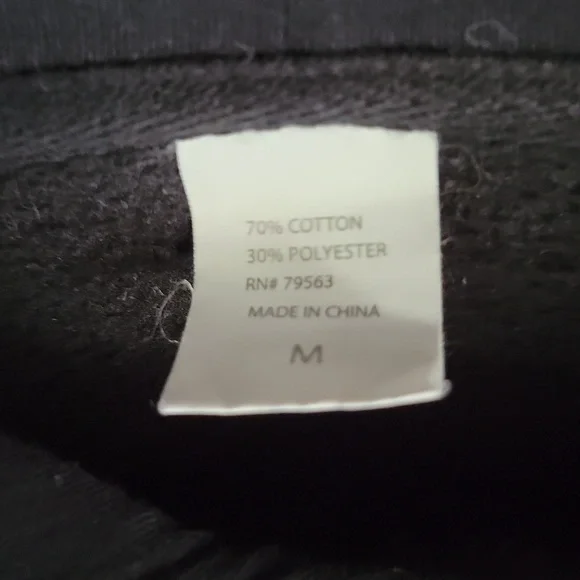 70% COTTON
30% POLYESTER
RN# 79563
MADE IN CHINA
M